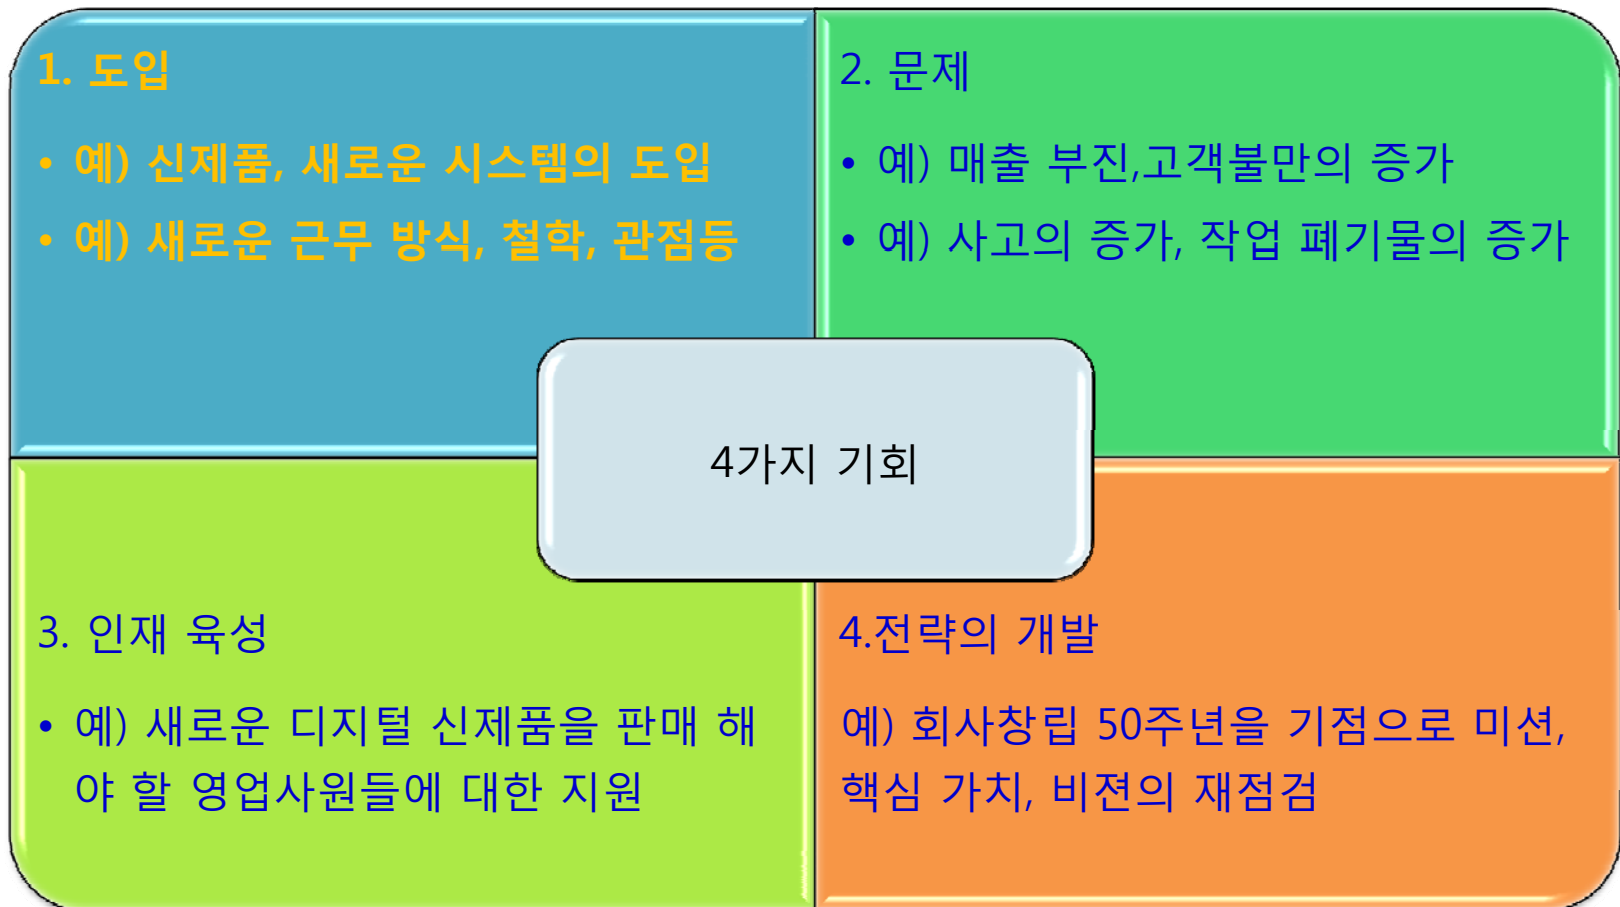 1. 도입
• 예) 신제품, 새로운 시스템의 도입
• 예) 새로운 근무 방식, 철학, 관점등
2. 문제
• 예) 매출 부진,고객불만의 증가
• 예) 사고의 증가, 작업 폐기물의 증가
4가지 기회
3. 인재 육성
• 예) 새로운 디지털 신제품을 판매 해
야 할 영업사원들에 대한 지원
4.전략의 개발
예) 회사창립 50주년을 기점으로 미션,
핵심 가치, 비젼의 재점검